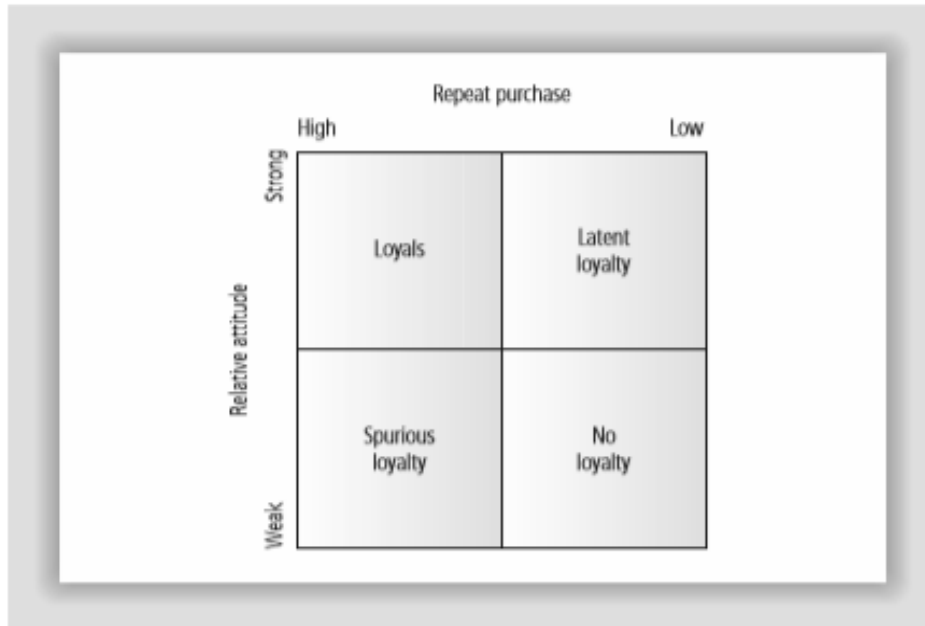 Repeat purchase
High
Low
Strong
Relative attitude
Weak
Loyals
Latent
loyalty
Spurious
loyalty
No
loyalty